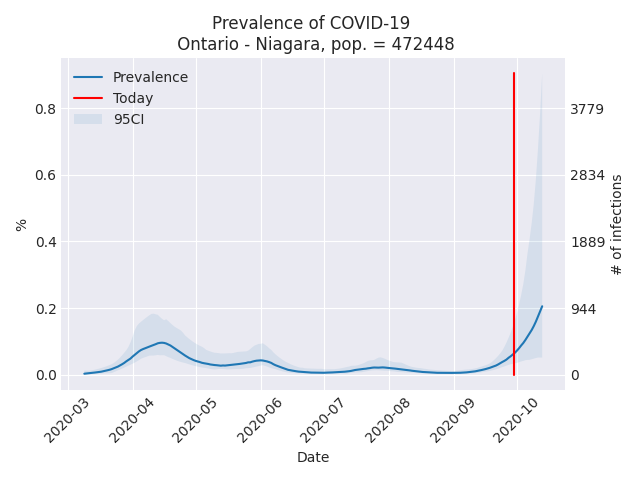 Prevalence of COVID-19
Ontario - Niagara, pop. = 472448
Prevalence
Today
95CI
0.8
0.6
0.4
0.2
0.0
%
3779
2834
1889
944
0
# of infections
2020-03
2020-04
2020-05
2020-06
2020-07
2020-08
2020-09
2020-10
Date